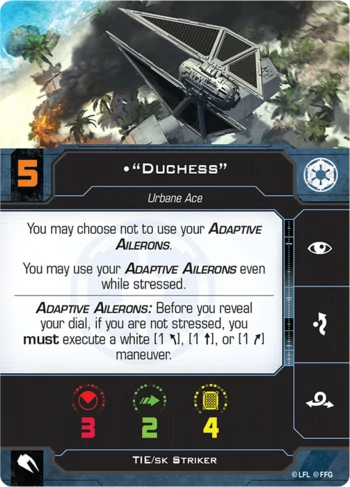 5
•“Duchess”
Urbane Ace
You may choose not to use your Adaptive
Ailerons.
You may use your Adaptive Ailerons even
while stressed.
Adaptive Ailerons: Before you reveal
your dial, if you are not stressed, you
must execute a white [1 ↖], [1 ↑], or [1 ↗]
maneuver.
3 2 4
TIE/sk Striker
©LFL ©FFG